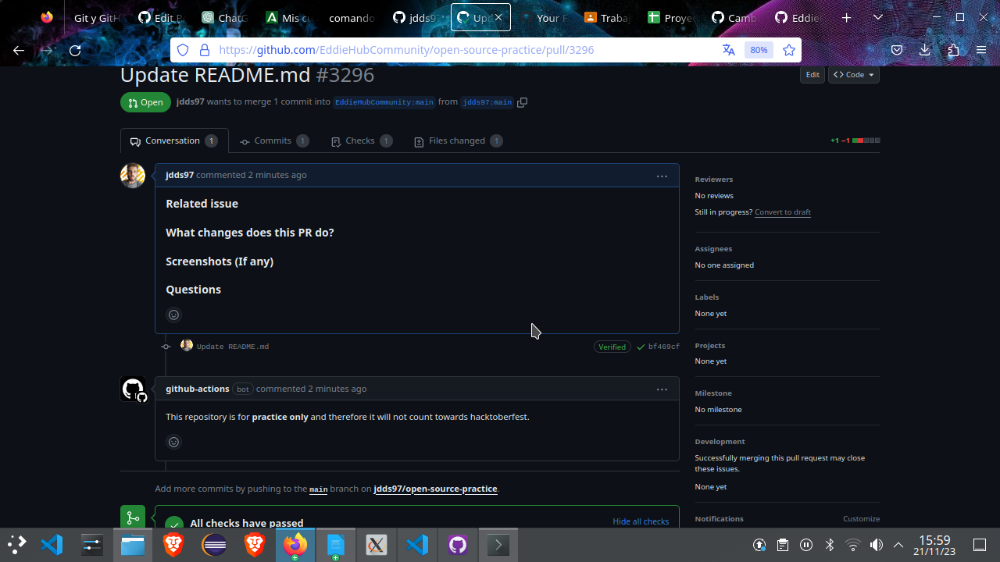 Git y GitH
Edit P
ChatG
Mis cu
comando
jdds9
Up
Your F
Traba
Proye
Camb
Eddie
https://github.com/EddieHubCommunity/open-source-practice/pull/3296
80%
Update README.md #3296
Edit
<> Code
Open
jdds97 wants to merge 1 commit into EddieHubCommunity:main from jdds97:main
Conversation 1
Commits 1
Checks 1
Files changed 1
+1 −1
jdds97 commented 2 minutes ago
Related issue
What changes does this PR do?
Screenshots (If any)
Questions
Update README.md
Verified
bf469cf
github-actions bot commented 2 minutes ago
This repository is for practice only and therefore it will not count towards hacktoberfest.
Add more commits by pushing to the main branch on jdds97/open-source-practice.
All checks have passed
Hide all checks
Reviewers
No reviews
Still in progress? Convert to draft
Assignees
No one assigned
Labels
None yet
Projects
None yet
Milestone
No milestone
Development
Successfully merging this pull request may close
these issues.
None yet
Notifications
Customize
15:59
21/11/23